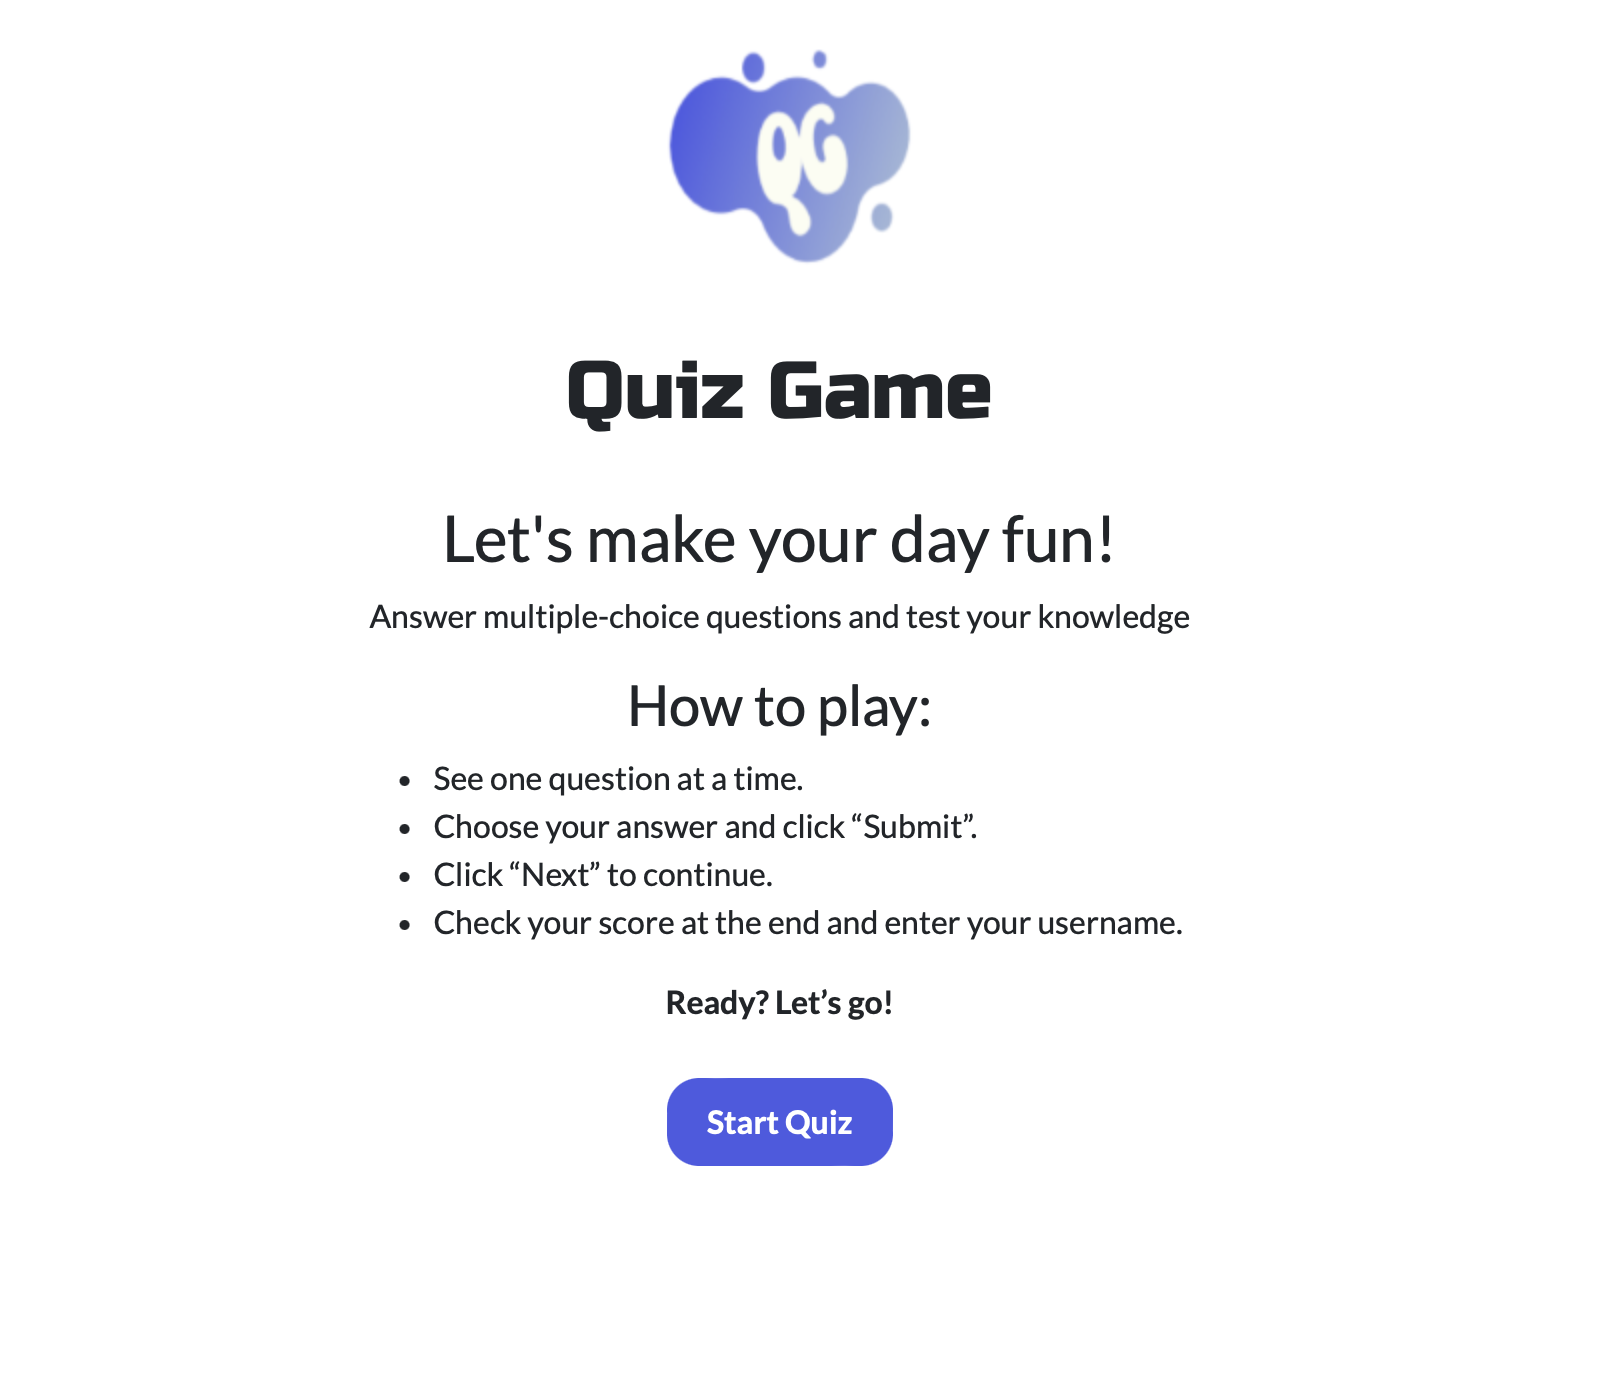 QG
Quiz Game
Let's make your day fun!
Answer multiple-choice questions and test your knowledge
How to play:
• See one question at a time.
• Choose your answer and click “Submit”.
• Click “Next” to continue.
• Check your score at the end and enter your username.
Ready? Let’s go!
Start Quiz